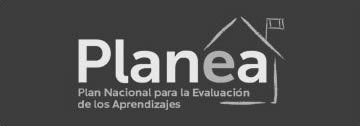 Planea
Plan Nacional para la Evaluación
de los Aprendizajes